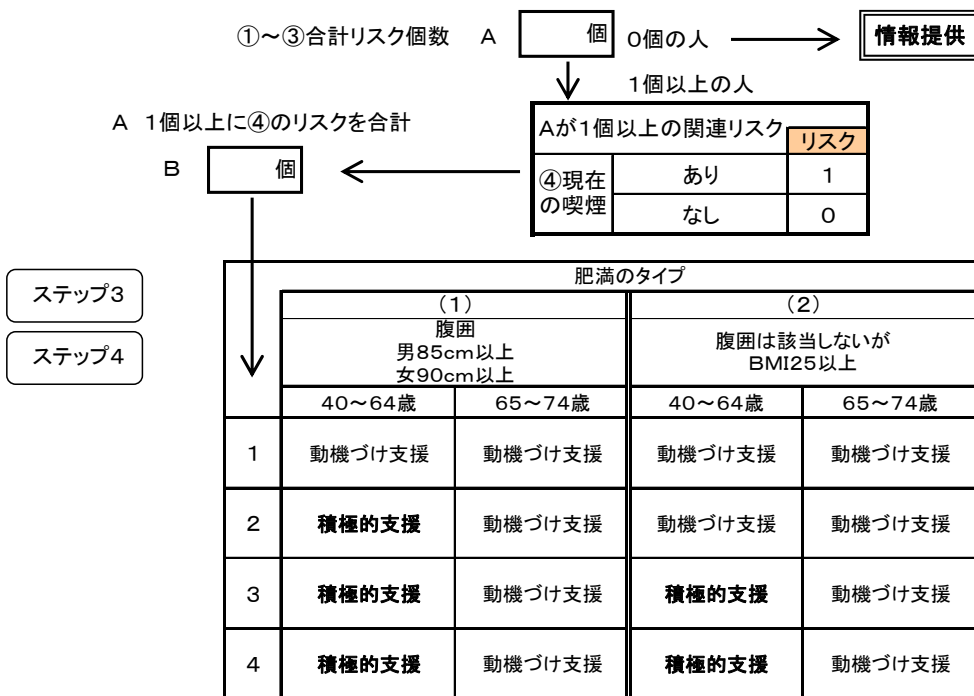 ①～③合計リスク個数 A 個 0個の人 情報提供
1個以上の人
A 1個以上に④のリスクを合計
B 個
Aが1個以上の関連リスク リスク
④現在の喫煙 あり 1
なし 0
ステップ3
ステップ4
肥満のタイプ
(1) (2)
腹囲
男85cm以上
女90cm以上
腹囲は該当しないが
BMI25以上
40～64歳 65～74歳 40～64歳 65～74歳
1 動機づけ支援 動機づけ支援 動機づけ支援 動機づけ支援
2 積極的支援 動機づけ支援 動機づけ支援 動機づけ支援
3 積極的支援 動機づけ支援 積極的支援 動機づけ支援
4 積極的支援 動機づけ支援 積極的支援 動機づけ支援